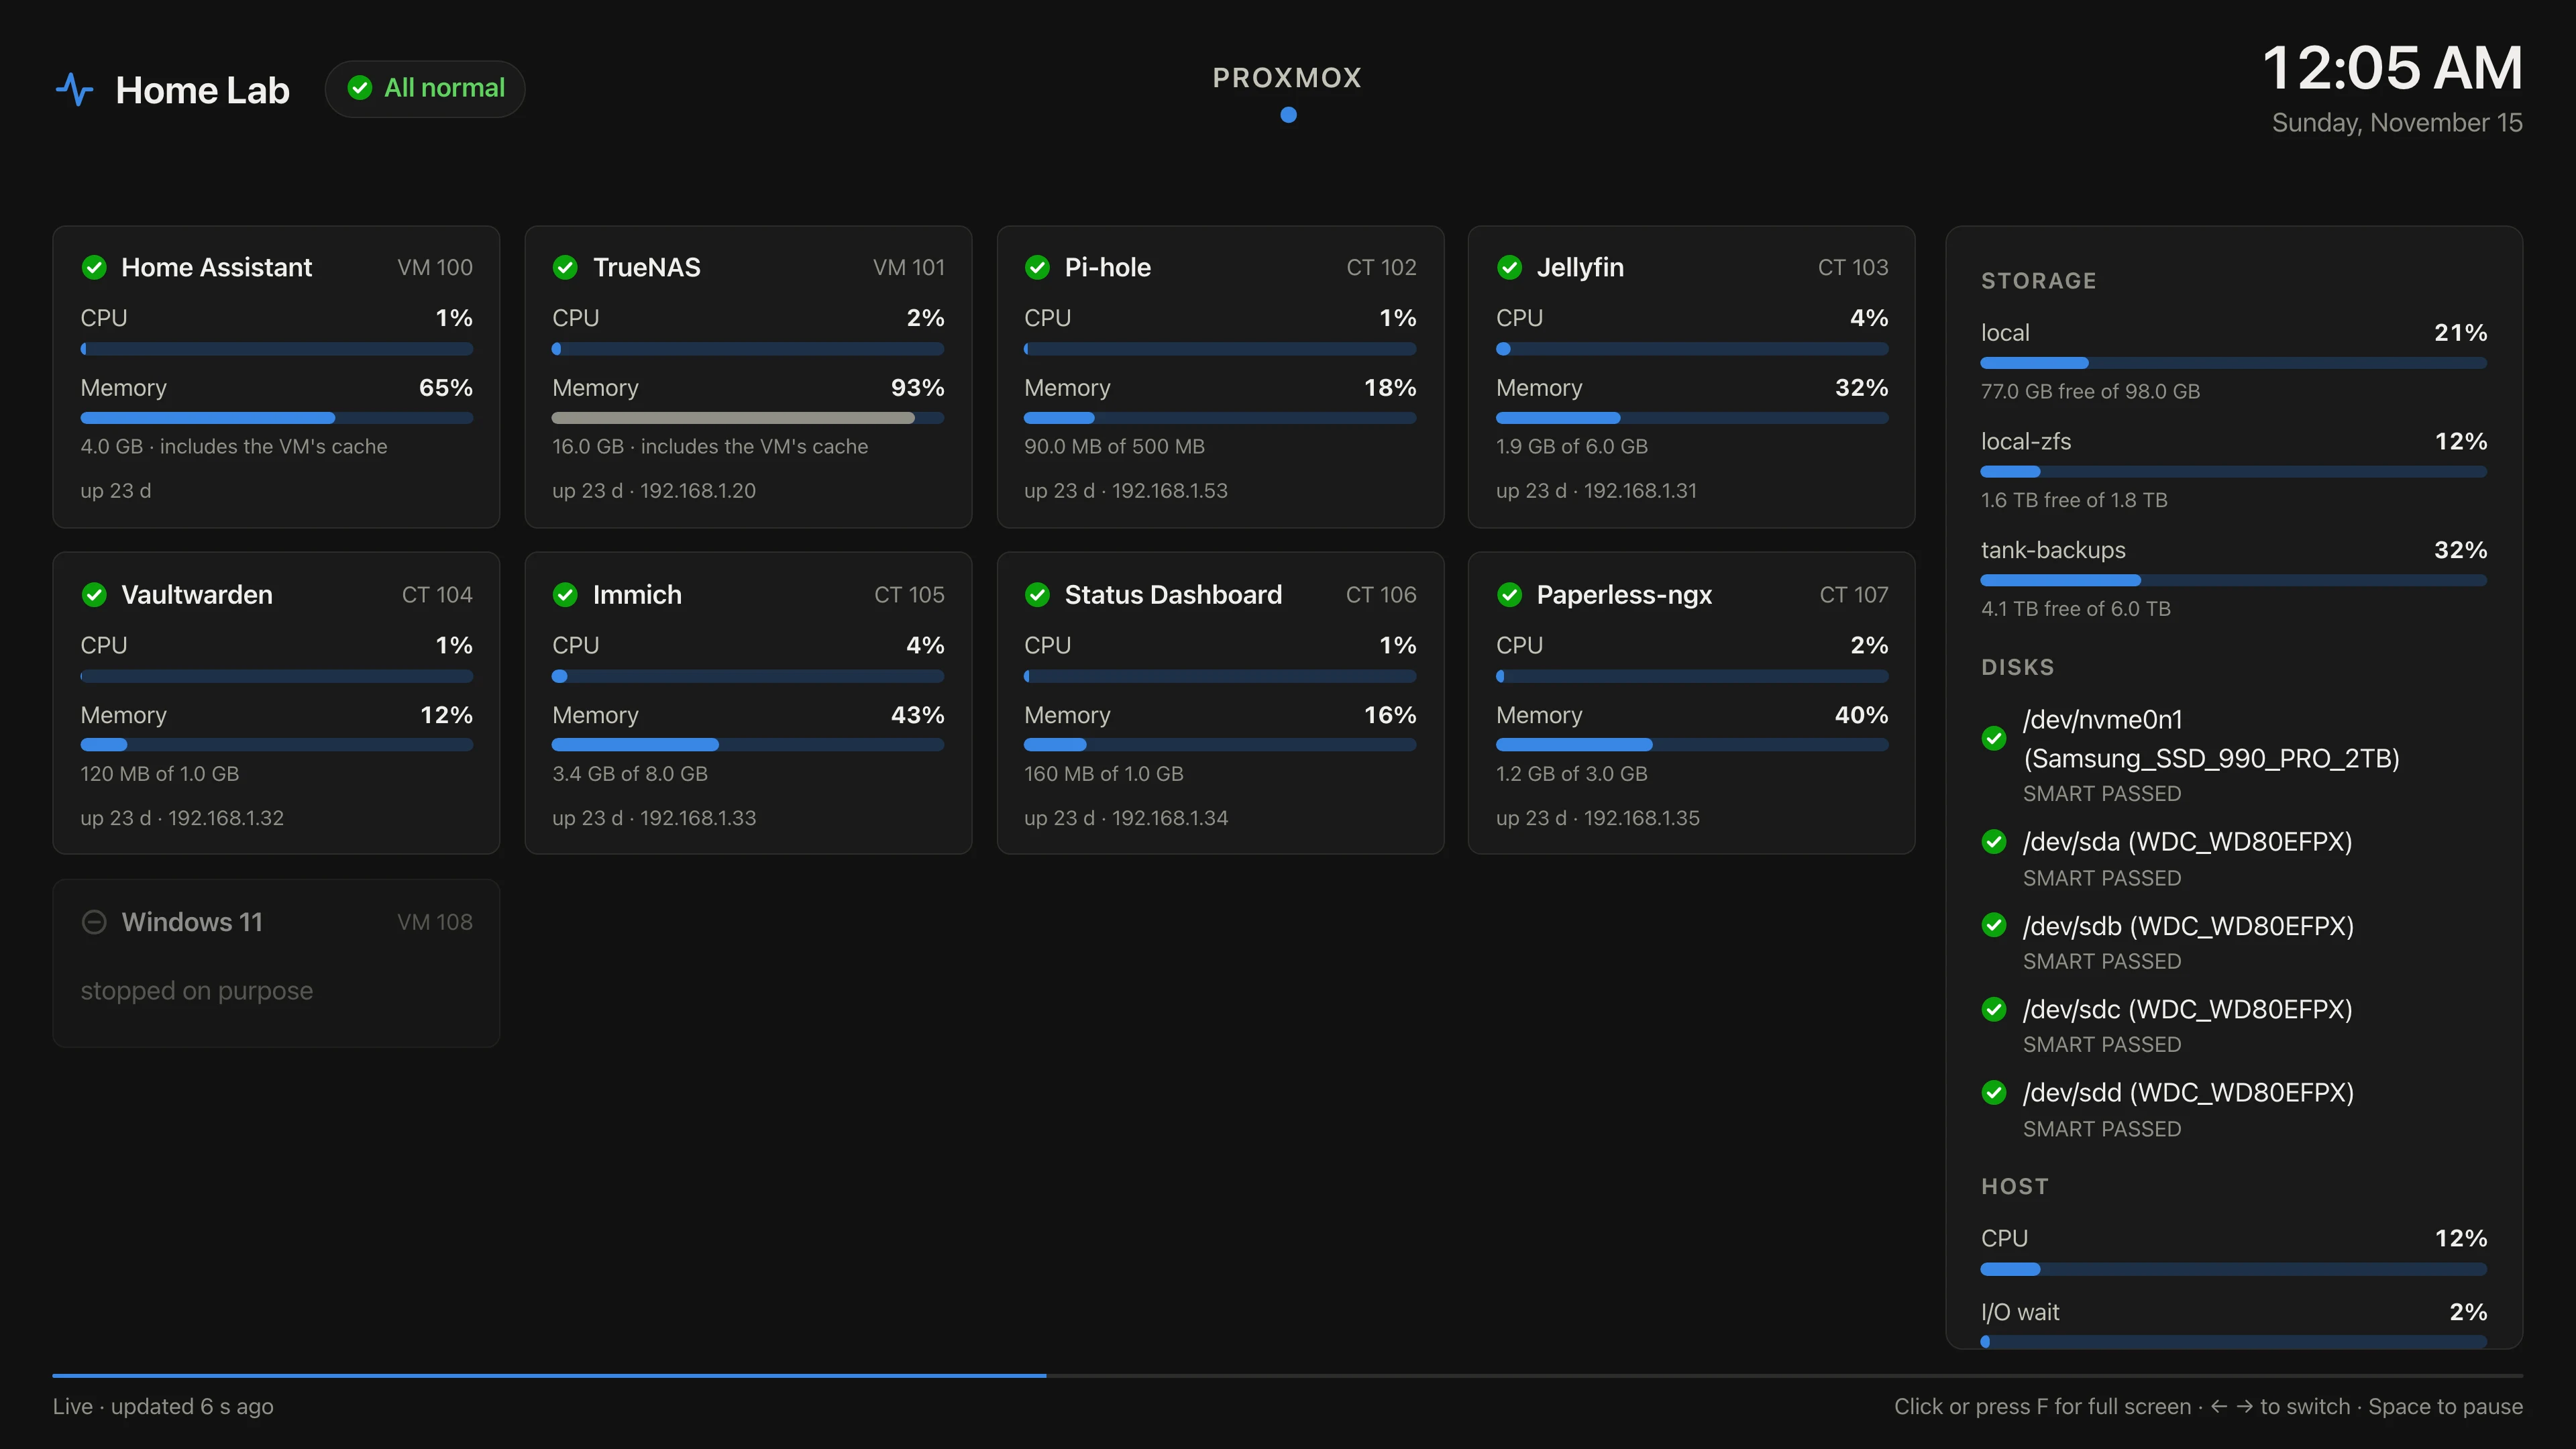 Home Lab
All normal
PROXMOX
12:05 AM
Sunday, November 15
Home Assistant VM 100
CPU 1%
Memory 65%
4.0 GB · includes the VM's cache
up 23 d
TrueNAS VM 101
CPU 2%
Memory 93%
16.0 GB · includes the VM's cache
up 23 d · 192.168.1.20
Pi-hole CT 102
CPU 1%
Memory 18%
90.0 MB of 500 MB
up 23 d · 192.168.1.53
Jellyfin CT 103
CPU 4%
Memory 32%
1.9 GB of 6.0 GB
up 23 d · 192.168.1.31
Vaultwarden CT 104
CPU 1%
Memory 12%
120 MB of 1.0 GB
up 23 d · 192.168.1.32
Immich CT 105
CPU 4%
Memory 43%
3.4 GB of 8.0 GB
up 23 d · 192.168.1.33
Status Dashboard CT 106
CPU 1%
Memory 16%
160 MB of 1.0 GB
up 23 d · 192.168.1.34
Paperless-ngx CT 107
CPU 2%
Memory 40%
1.2 GB of 3.0 GB
up 23 d · 192.168.1.35
Windows 11 VM 108
stopped on purpose
STORAGE
local 21%
77.0 GB free of 98.0 GB
local-zfs 12%
1.6 TB free of 1.8 TB
tank-backups 32%
4.1 TB free of 6.0 TB
DISKS
/dev/nvme0n1
(Samsung_SSD_990_PRO_2TB)
SMART PASSED
/dev/sda (WDC_WD80EFPX)
SMART PASSED
/dev/sdb (WDC_WD80EFPX)
SMART PASSED
/dev/sdc (WDC_WD80EFPX)
SMART PASSED
/dev/sdd (WDC_WD80EFPX)
SMART PASSED
HOST
CPU 12%
I/O wait 2%
Live · updated 6 s ago
Click or press F for full screen · ← → to switch · Space to pause